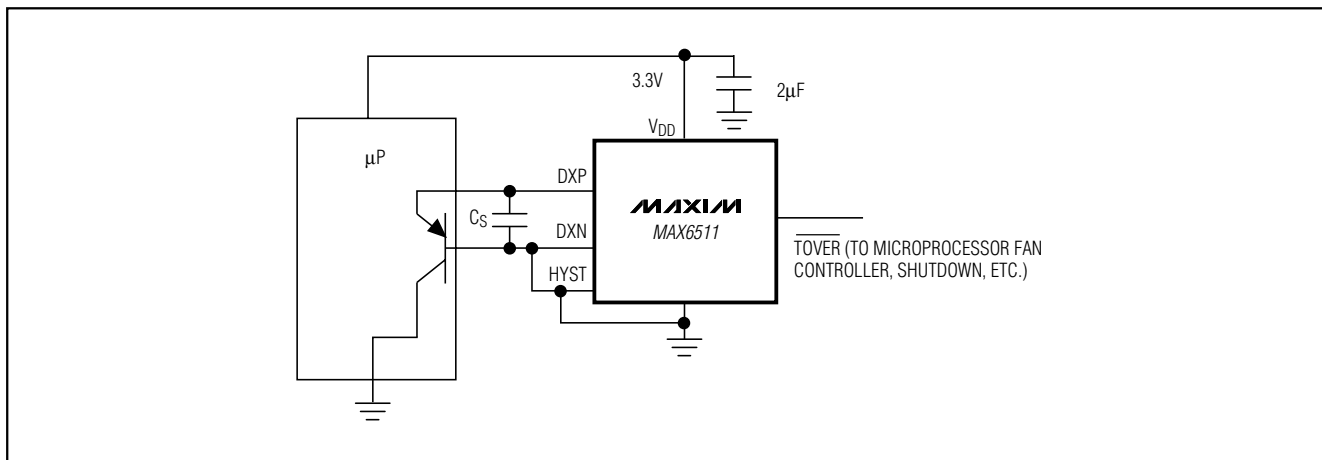 3.3V
2μF
VDD
μP
DXP
CS
DXN
HYST
MAXIM
MAX6511
TOVER (TO MICROPROCESSOR FAN
CONTROLLER, SHUTDOWN, ETC.)